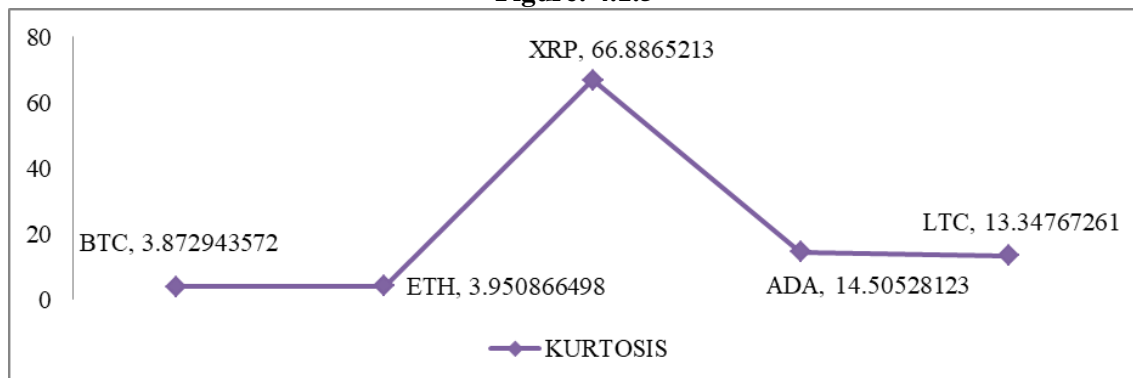 80
60
40
20
0
XRP, 66.8865213
BTC, 3.872943572
ETH, 3.950866498
ADA, 14.50528123
LTC, 13.34767261
KURTOSIS